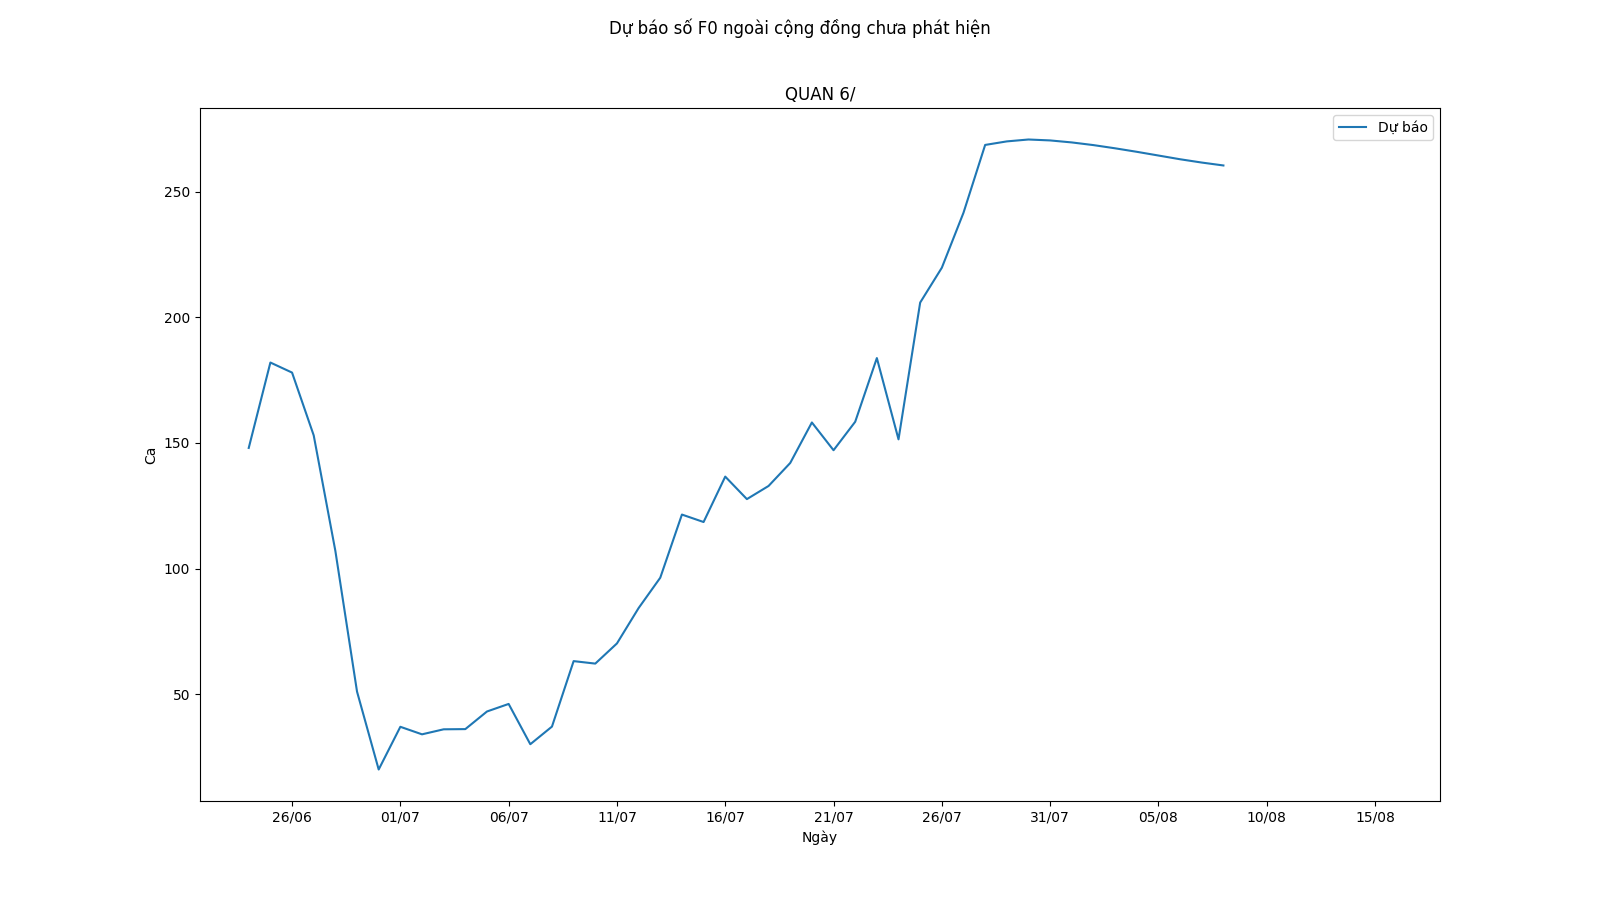 Dự báo số F0 ngoài cộng đồng chưa phát hiện
QUAN 6/
Dự báo
250
200
150
100
50
Ca
26/06 01/07 06/07 11/07 16/07 21/07 26/07 31/07 05/08 10/08 15/08
Ngày